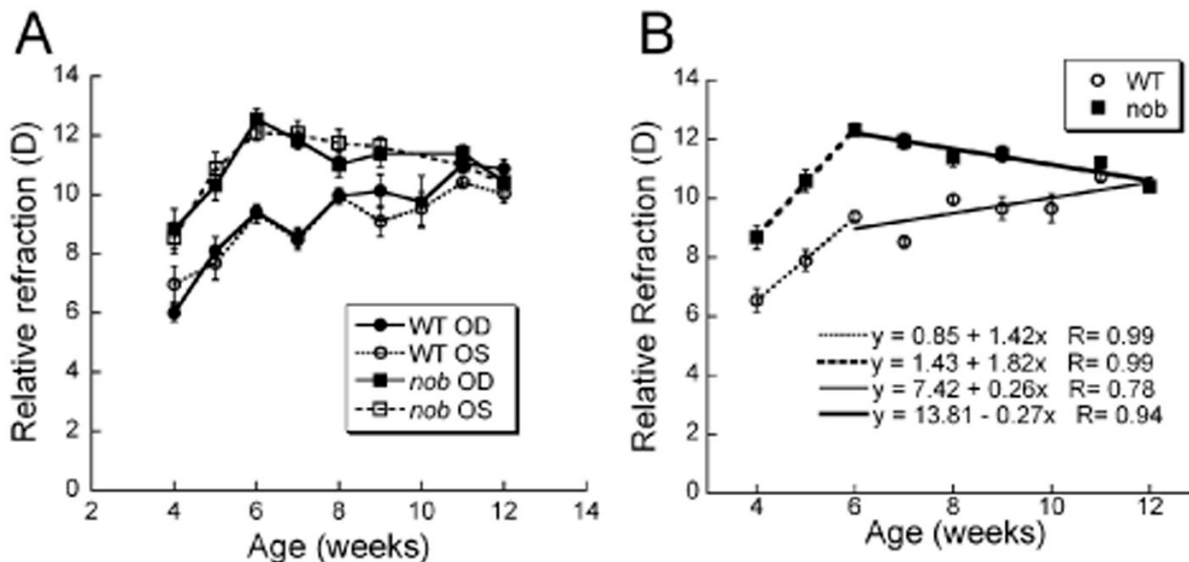 A
14
12
10
8
6
4
2
0
Relative refraction (D)
2 4 6 8 10 12 14
Age (weeks)
WT OD
WT OS
nob OD
nob OS
B
WT
nob
14
12
10
8
6
4
2
0
Relative Refraction (D)
y = 0.85 + 1.42x R= 0.99
y = 1.43 + 1.82x R= 0.99
y = 7.42 + 0.26x R= 0.78
y = 13.81 - 0.27x R= 0.94
4 6 8 10 12
Age (weeks)